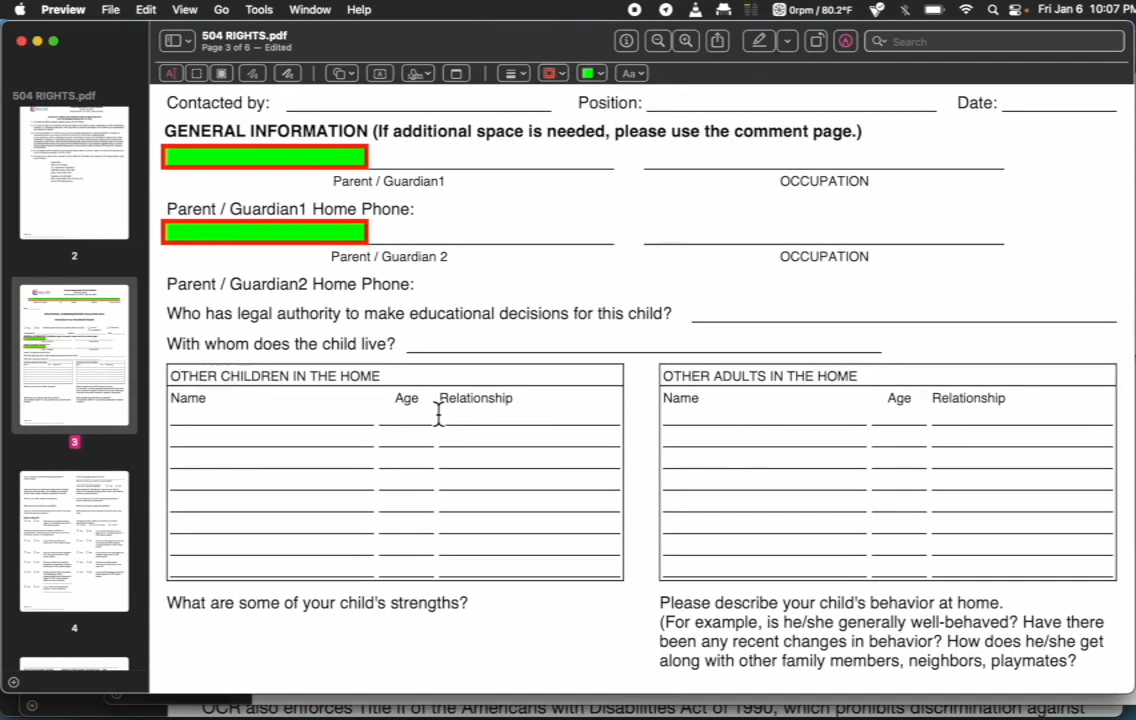 Preview File Edit View Go Tools Window Help 0rpm / 80.2°F Fri Jan 6 10:07 PM
504 RIGHTS.pdf
Page 3 of 6 — Edited
Search
Aa
504 RIGHTS.pdf
2
3
4
Contacted by: Position: Date:
GENERAL INFORMATION (If additional space is needed, please use the comment page.)
Parent / Guardian1 OCCUPATION
Parent / Guardian1 Home Phone:
Parent / Guardian 2 OCCUPATION
Parent / Guardian2 Home Phone:
Who has legal authority to make educational decisions for this child?
With whom does the child live?
OTHER CHILDREN IN THE HOME
Name Age Relationship
OTHER ADULTS IN THE HOME
Name Age Relationship
What are some of your child's strengths?
Please describe your child's behavior at home.
(For example, is he/she generally well-behaved? Have there
been any recent changes in behavior? How does he/she get
along with other family members, neighbors, playmates?
OCR also enforces Title II of the Americans with Disabilities Act of 1990, which prohibits discrimination against